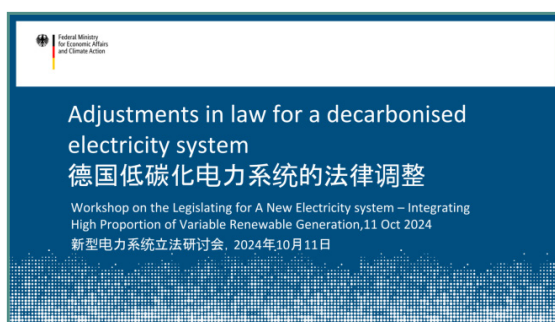 Federal Ministry
for Economic Affairs
and Climate Action
Adjustments in law for a decarbonised
electricity system
德国低碳化电力系统的法律调整
Workshop on the Legislating for A New Electricity system – Integrating
High Proportion of Variable Renewable Generation,11 Oct 2024
新型电力系统立法研讨会, 2024年10月11日